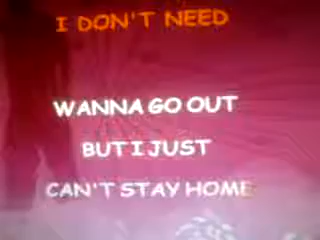 I DON'T NEED
WANNA GO OUT
BUT I JUST
CAN'T STAY HOME